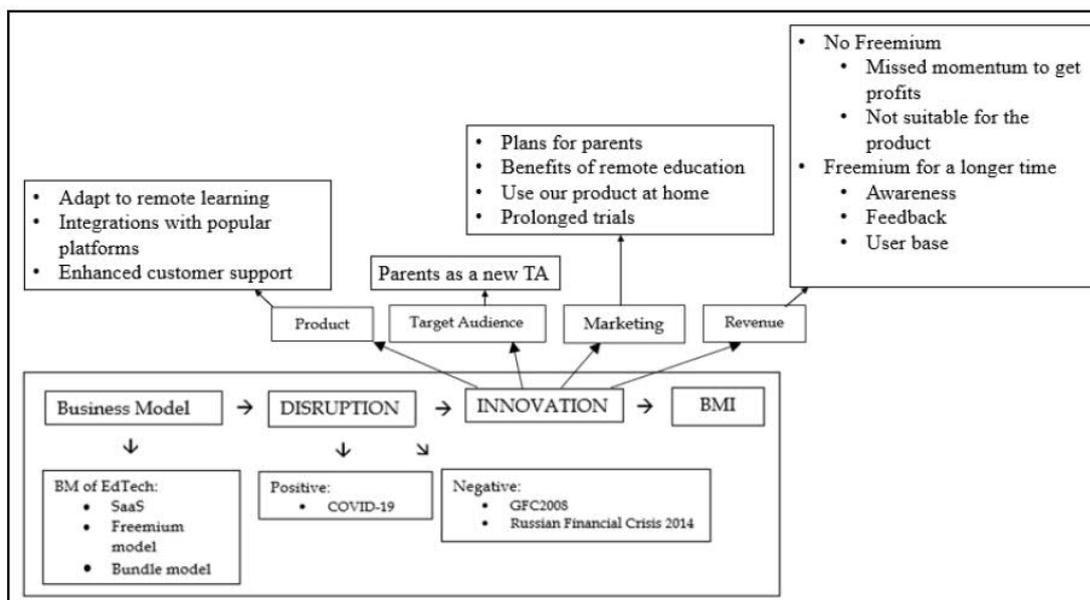 • No Freemium
• Missed momentum to get
profits
• Not suitable for the
product
• Freemium for a longer time
• Awareness
• Feedback
• User base
• Plans for parents
• Benefits of remote education
• Use our product at home
• Prolonged trials
• Adapt to remote learning
• Integrations with popular
platforms
• Enhanced customer support
Parents as a new TA
Product
Target Audience
Marketing
Revenue
Business Model → DISRUPTION → INNOVATION → BMI
BM of EdTech:
• SaaS
• Freemium
model
• Bundle model
Positive:
• COVID-19
Negative:
• GFC2008
• Russian Financial Crisis 2014